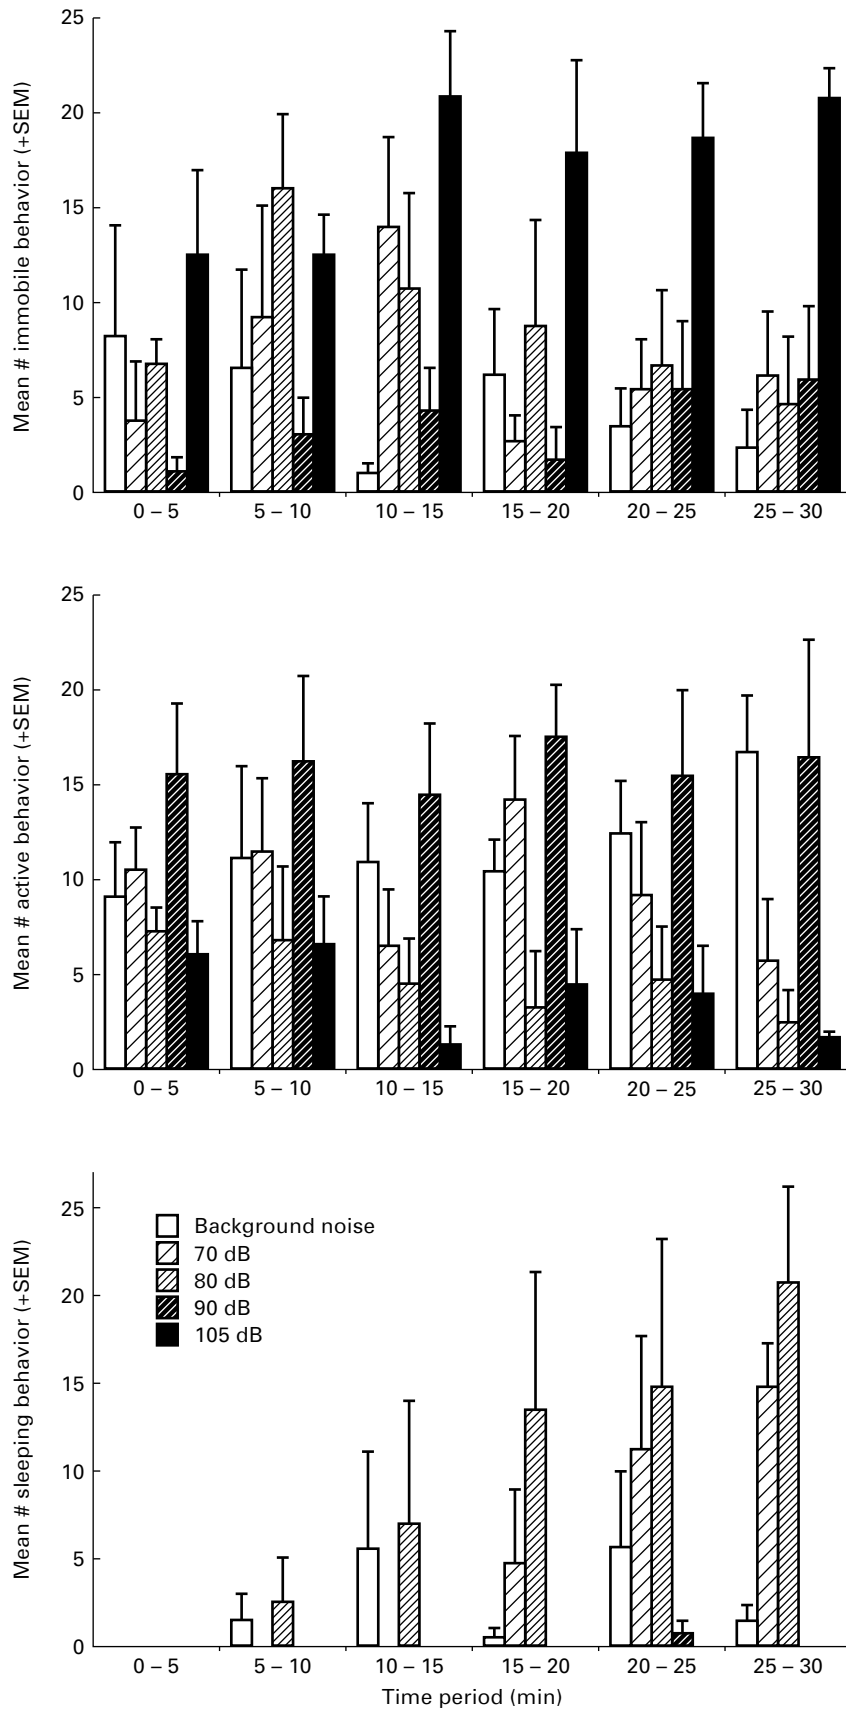 Mean # immobile behavior (+SEM)
25
20
15
10
5
0
0 – 5 5 – 10 10 – 15 15 – 20 20 – 25 25 – 30
Mean # active behavior (+SEM)
25
20
15
10
5
0
0 – 5 5 – 10 10 – 15 15 – 20 20 – 25 25 – 30
Mean # sleeping behavior (+SEM)
25
20
15
10
5
0
Background noise
70 dB
80 dB
90 dB
105 dB
0 – 5 5 – 10 10 – 15 15 – 20 20 – 25 25 – 30
Time period (min)